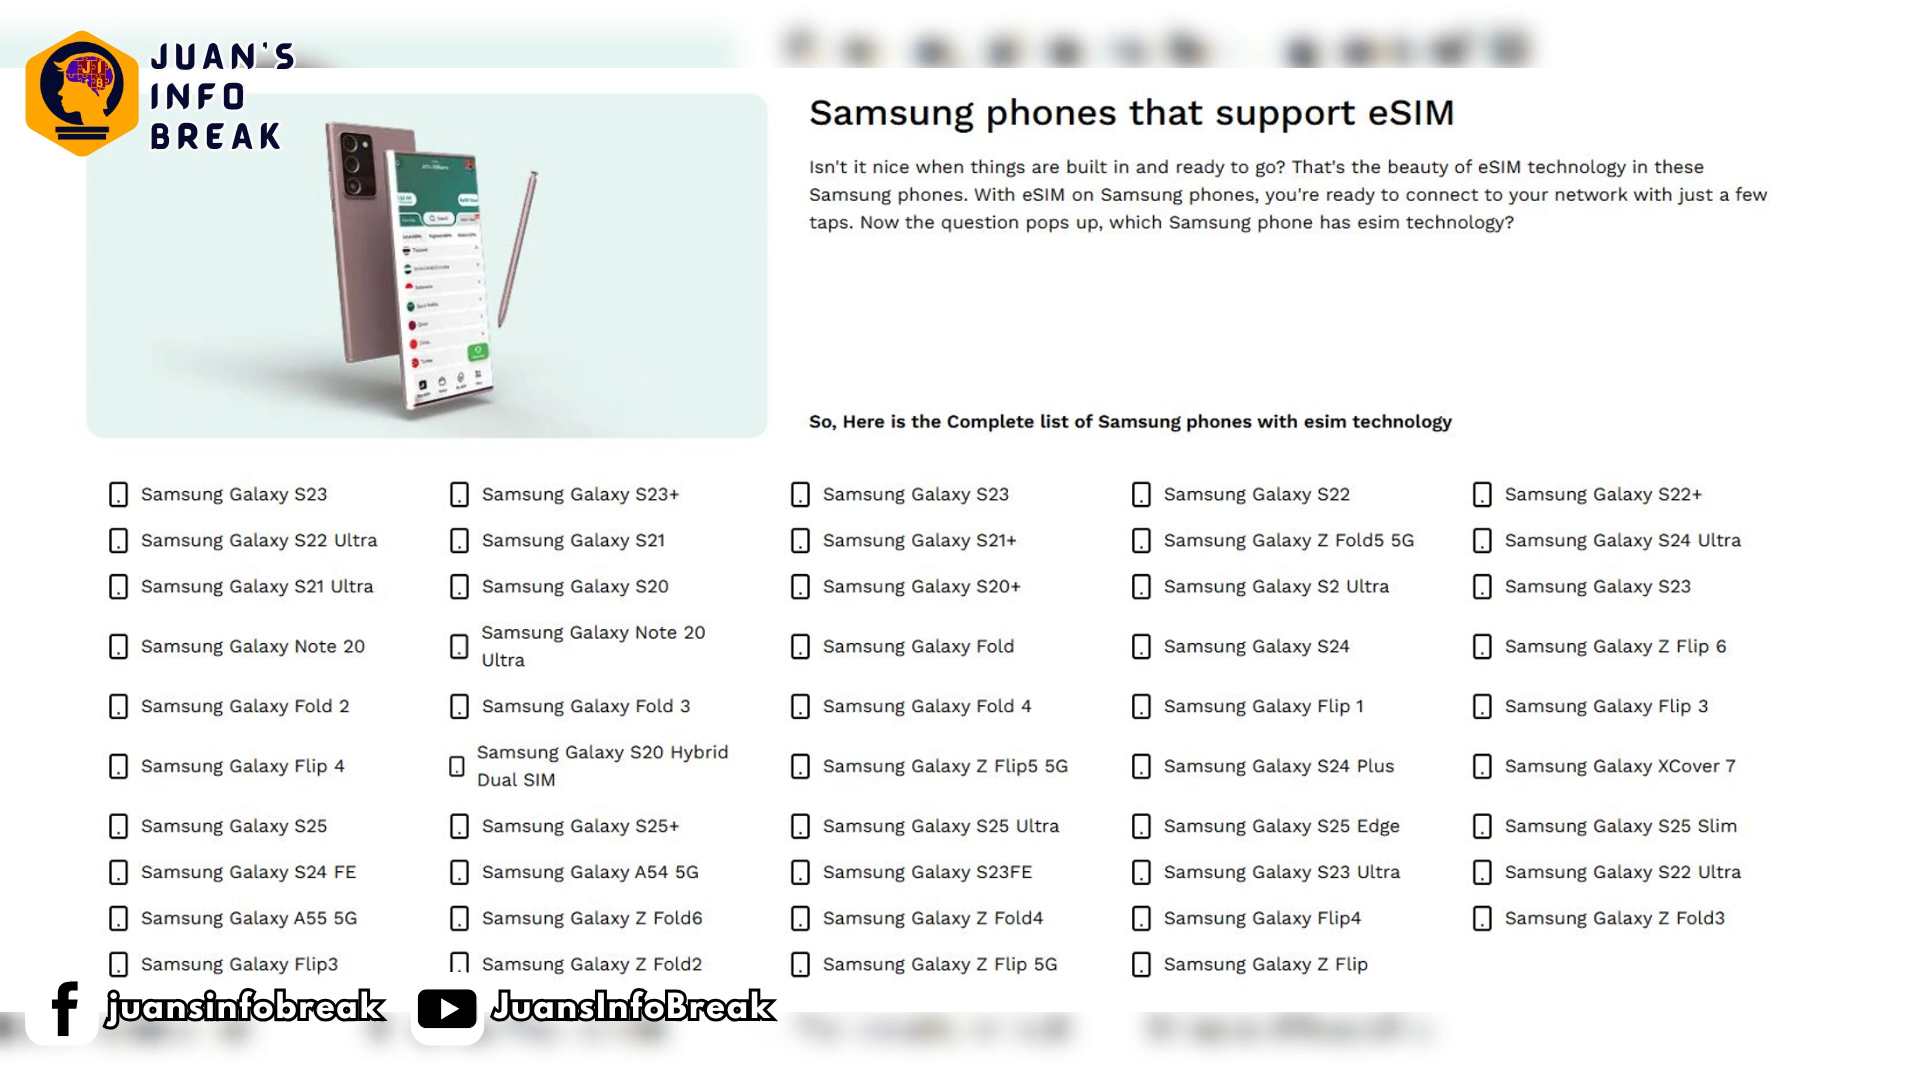 JUAN'S
INFO
BREAK
Samsung phones that support eSIM
Isn't it nice when things are built in and ready to go? That's the beauty of eSIM technology in these
Samsung phones. With eSIM on Samsung phones, you're ready to connect to your network with just a few
taps. Now the question pops up, which Samsung phone has esim technology?
So, Here is the Complete list of Samsung phones with esim technology
Samsung Galaxy S23
Samsung Galaxy S23+
Samsung Galaxy S23
Samsung Galaxy S22
Samsung Galaxy S22+
Samsung Galaxy S22 Ultra
Samsung Galaxy S21
Samsung Galaxy S21+
Samsung Galaxy Z Fold5 5G
Samsung Galaxy S24 Ultra
Samsung Galaxy S21 Ultra
Samsung Galaxy S20
Samsung Galaxy S20+
Samsung Galaxy S2 Ultra
Samsung Galaxy S23
Samsung Galaxy Note 20
Samsung Galaxy Note 20
Ultra
Samsung Galaxy Fold
Samsung Galaxy S24
Samsung Galaxy Z Flip 6
Samsung Galaxy Fold 2
Samsung Galaxy Fold 3
Samsung Galaxy Fold 4
Samsung Galaxy Flip 1
Samsung Galaxy Flip 3
Samsung Galaxy Flip 4
Samsung Galaxy S20 Hybrid
Dual SIM
Samsung Galaxy Z Flip5 5G
Samsung Galaxy S24 Plus
Samsung Galaxy XCover 7
Samsung Galaxy S25
Samsung Galaxy S25+
Samsung Galaxy S25 Ultra
Samsung Galaxy S25 Edge
Samsung Galaxy S25 Slim
Samsung Galaxy S24 FE
Samsung Galaxy A54 5G
Samsung Galaxy S23FE
Samsung Galaxy S23 Ultra
Samsung Galaxy S22 Ultra
Samsung Galaxy A55 5G
Samsung Galaxy Z Fold6
Samsung Galaxy Z Fold4
Samsung Galaxy Flip4
Samsung Galaxy Z Fold3
Samsung Galaxy Flip3
Samsung Galaxy Z Fold2
Samsung Galaxy Z Flip 5G
Samsung Galaxy Z Flip
juansinfobreak
JuansInfoBreak